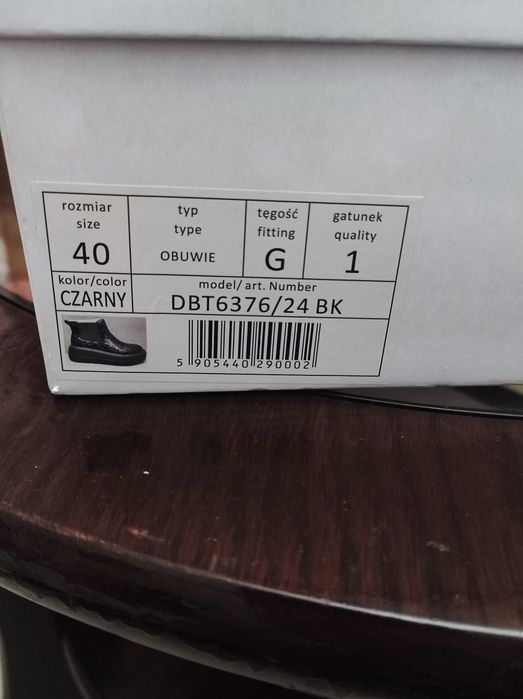 rozmiar
size
40
typ
type
OBUWIE
tęgość
fitting
G
gatunek
quality
1
kolor/color
CZARNY
model/ art. Number
DBT6376/24 BK
5 905440 290002